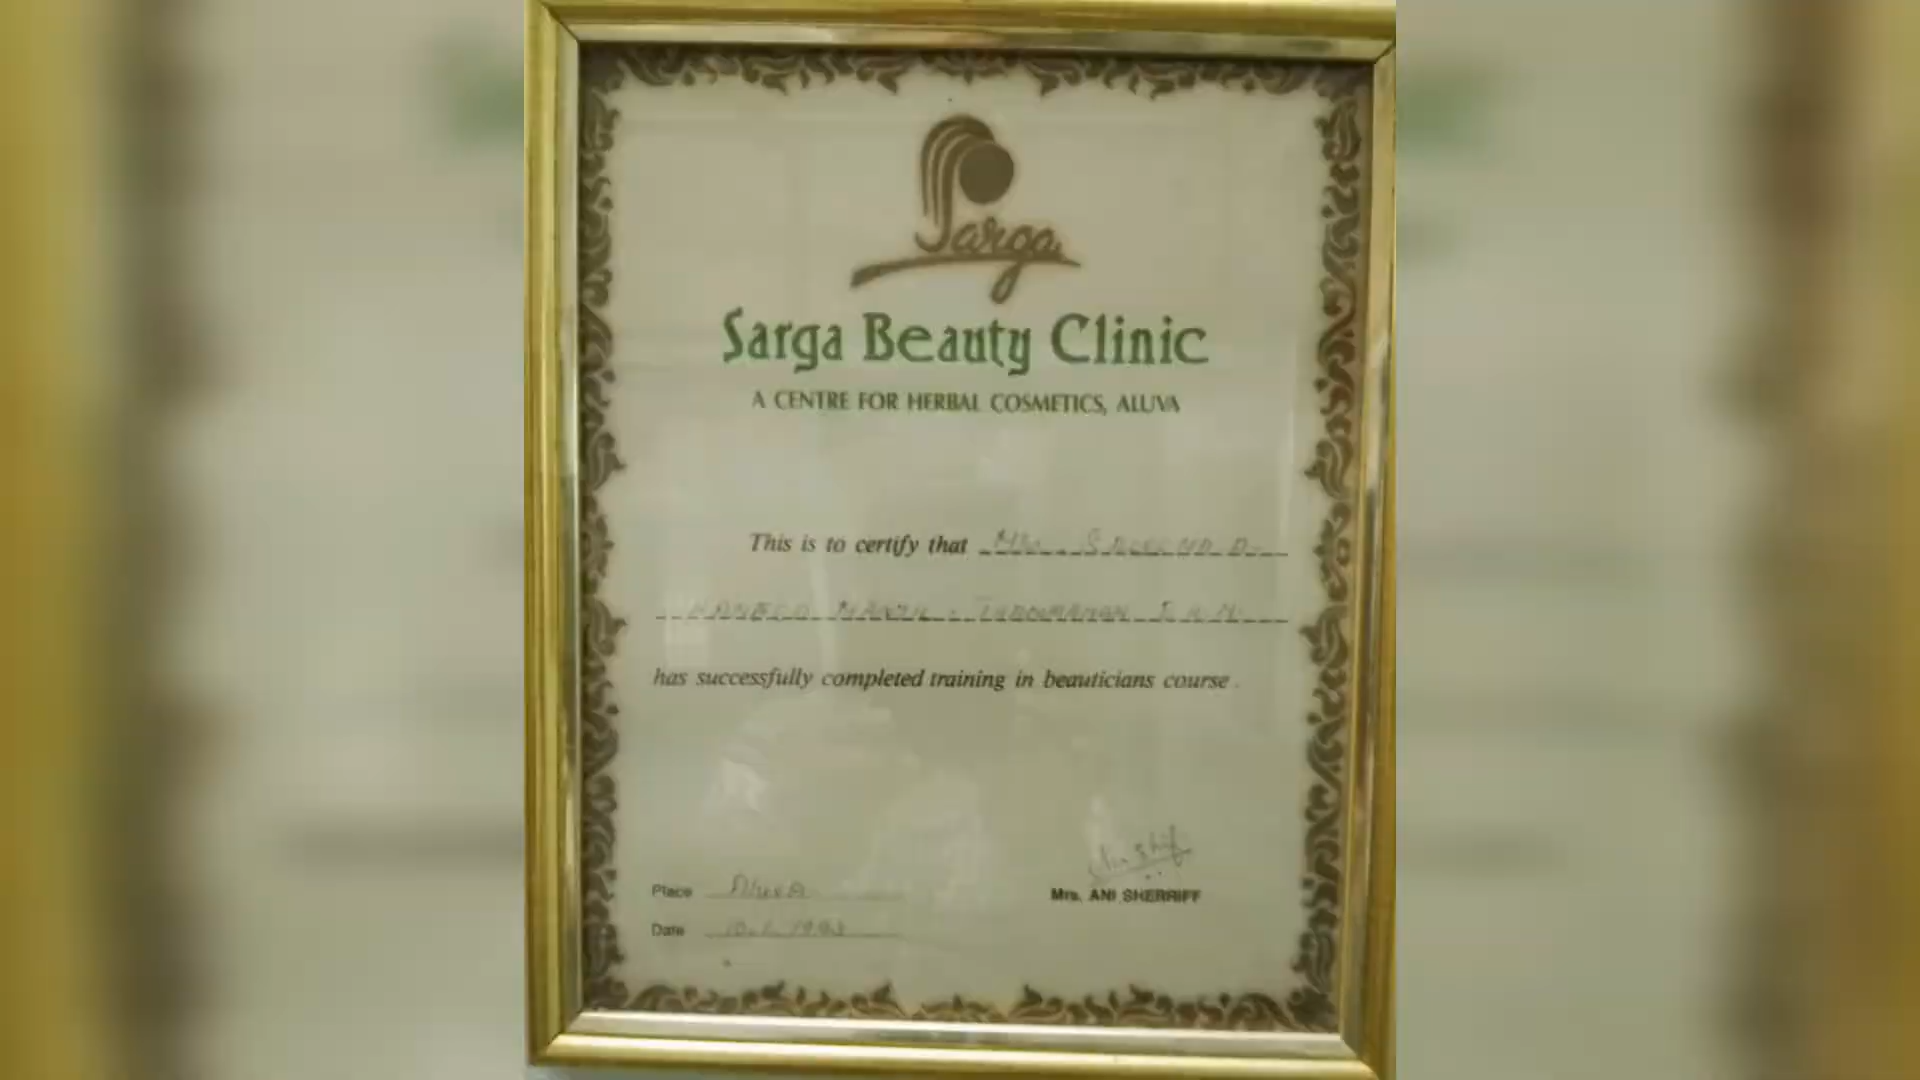 Sarga
Sarga Beauty Clinic
A CENTRE FOR HERBAL COSMETICS, ALUVA
This is to certify that
has successfully completed training in beauticians course.
Place Aluva
Mrs. ANI SHERRIFF
Date